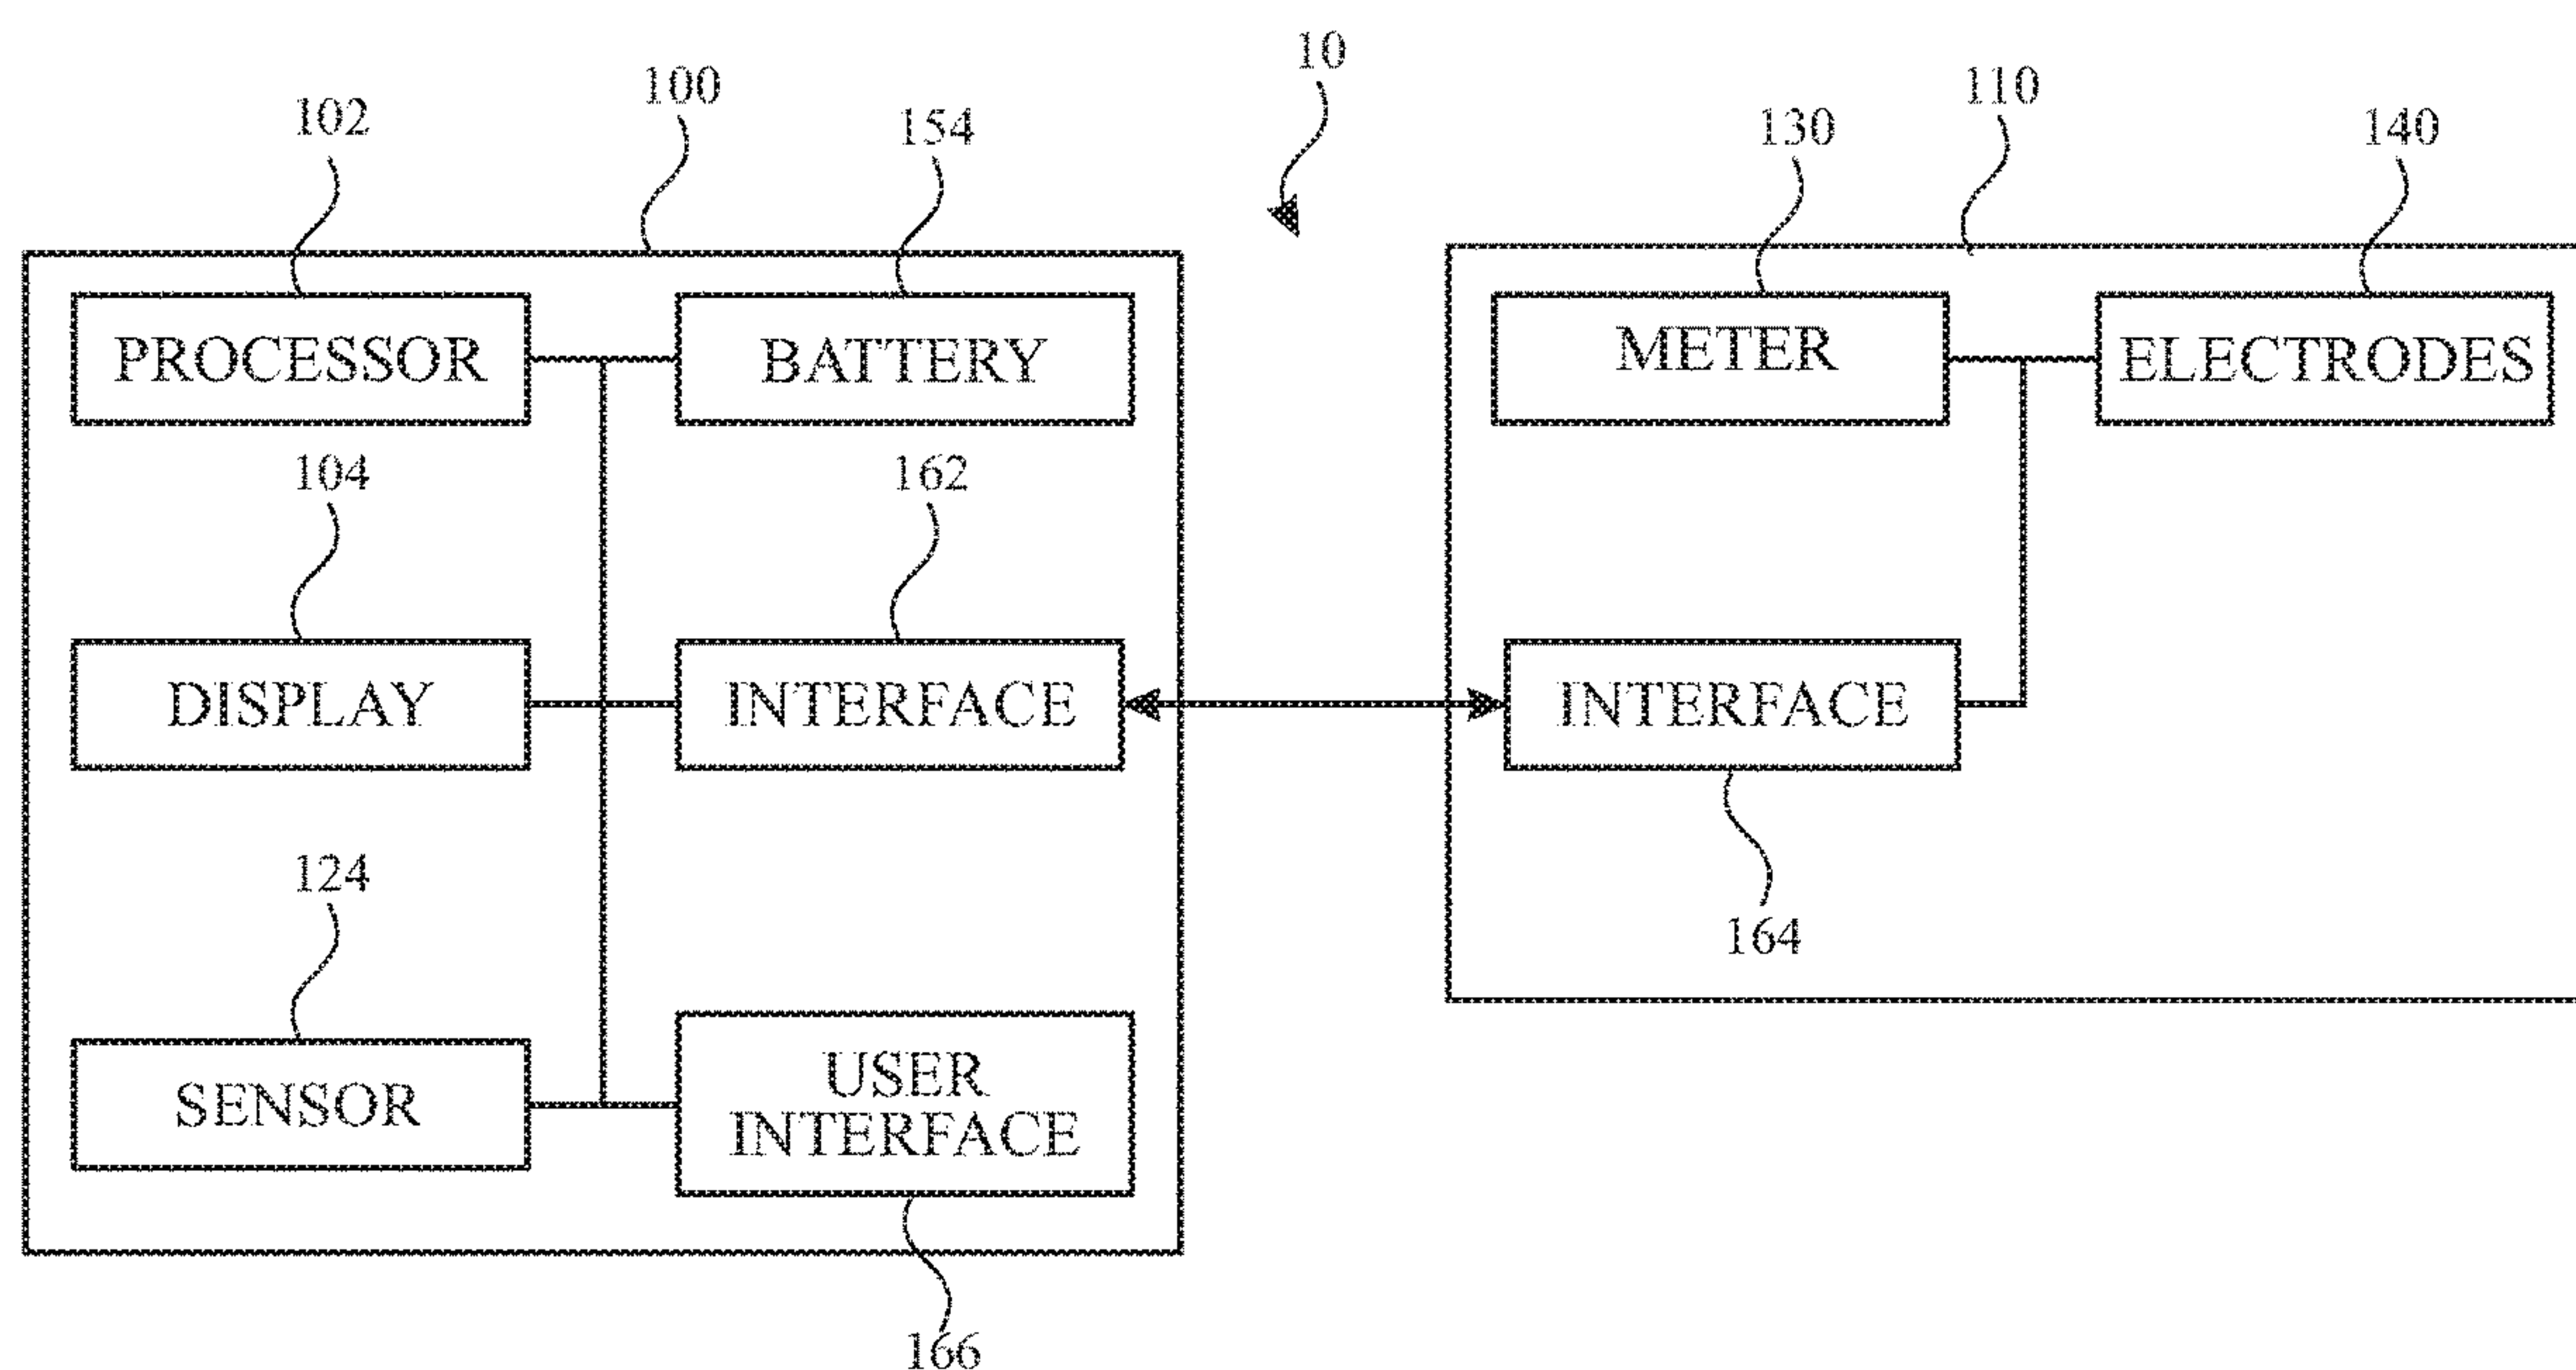 10
100
110
102
154
130
140
PROCESSOR
BATTERY
METER
ELECTRODES
104
162
DISPLAY
INTERFACE
INTERFACE
124
164
SENSOR
USER
INTERFACE
166